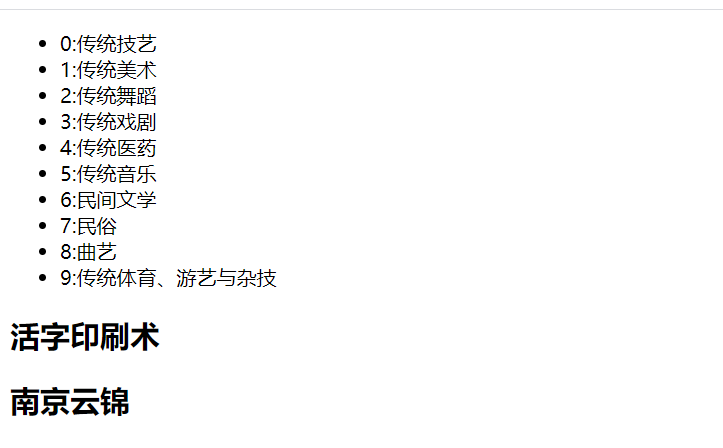 0:传统技艺
1:传统美术
2:传统舞蹈
3:传统戏剧
4:传统医药
5:传统音乐
6:民间文学
7:民俗
8:曲艺
9:传统体育、游艺与杂技
活字印刷术
南京云锦